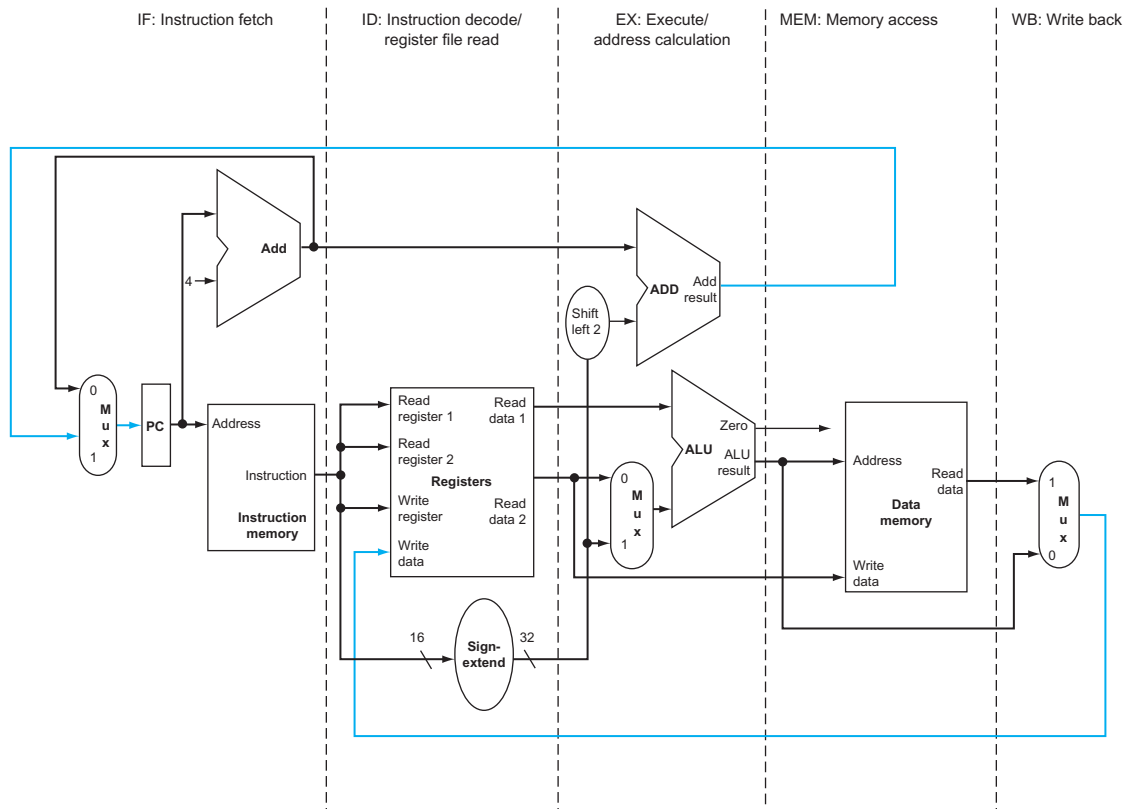 IF: Instruction fetch
ID: Instruction decode/
register file read
EX: Execute/
address calculation
MEM: Memory access
WB: Write back
Add
4
ADD
Add
result
Shift
left 2
0
M
u
x
1
PC
Address
Instruction
Instruction
memory
Read
register 1
Read
register 2
Write
register
Write
data
Registers
Read
data 1
Read
data 2
0
M
u
x
1
Zero
ALU
ALU
result
Address
Read
data
Data
memory
Write
data
1
M
u
x
0
16
Sign-
extend
32